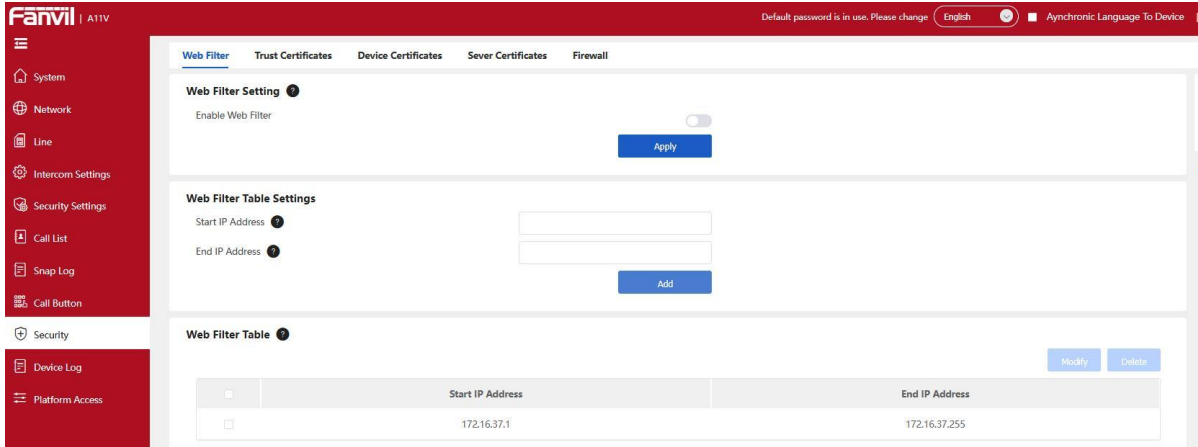 Fanvil | A11V
Default password is in use. Please change English Aynchronic Language To Device
System
Network
Line
Intercom Settings
Security Settings
Call List
Snap Log
Call Button
Security
Device Log
Platform Access
Web Filter Trust Certificates Device Certificates Sever Certificates Firewall
Web Filter Setting ?
Enable Web Filter
Apply
Web Filter Table Settings
Start IP Address ?
End IP Address ?
Add
Web Filter Table ?
Modify Delete
Start IP Address End IP Address
172.16.37.1 172.16.37.255